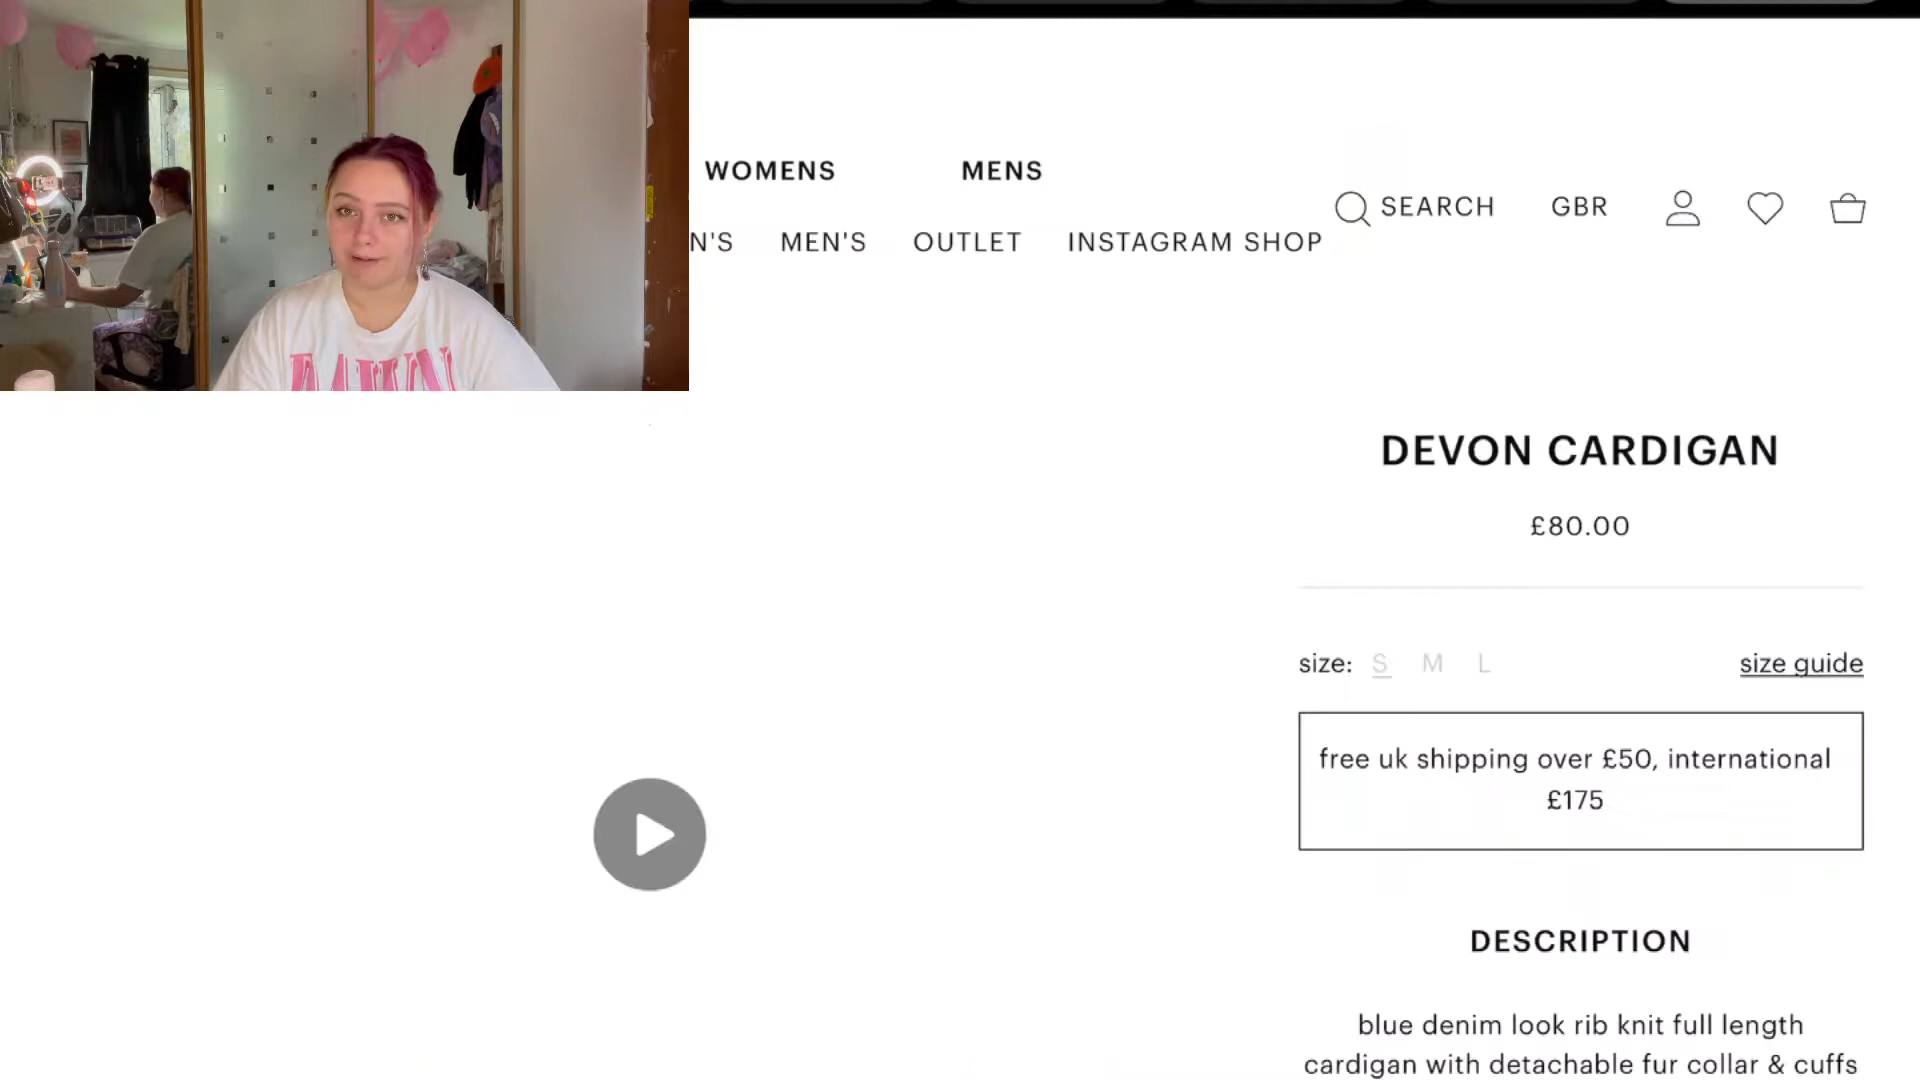 WOMENS MENS
SEARCH GBR
N'S MEN'S OUTLET INSTAGRAM SHOP
DEVON CARDIGAN
£80.00
size: S M L size guide
free uk shipping over £50, international
£175
DESCRIPTION
blue denim look rib knit full length
cardigan with detachable fur collar & cuffs